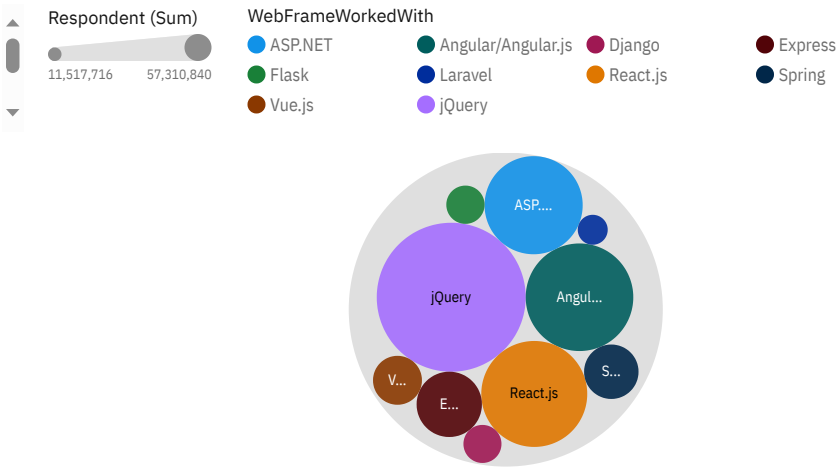 Respondent (Sum)
11,517,716 57,310,840
WebFrameWorkedWith
ASP.NET Angular/Angular.js Django Express
Flask Laravel React.js Spring
Vue.js jQuery
ASP....
jQuery Angul...
V... E... React.js S...